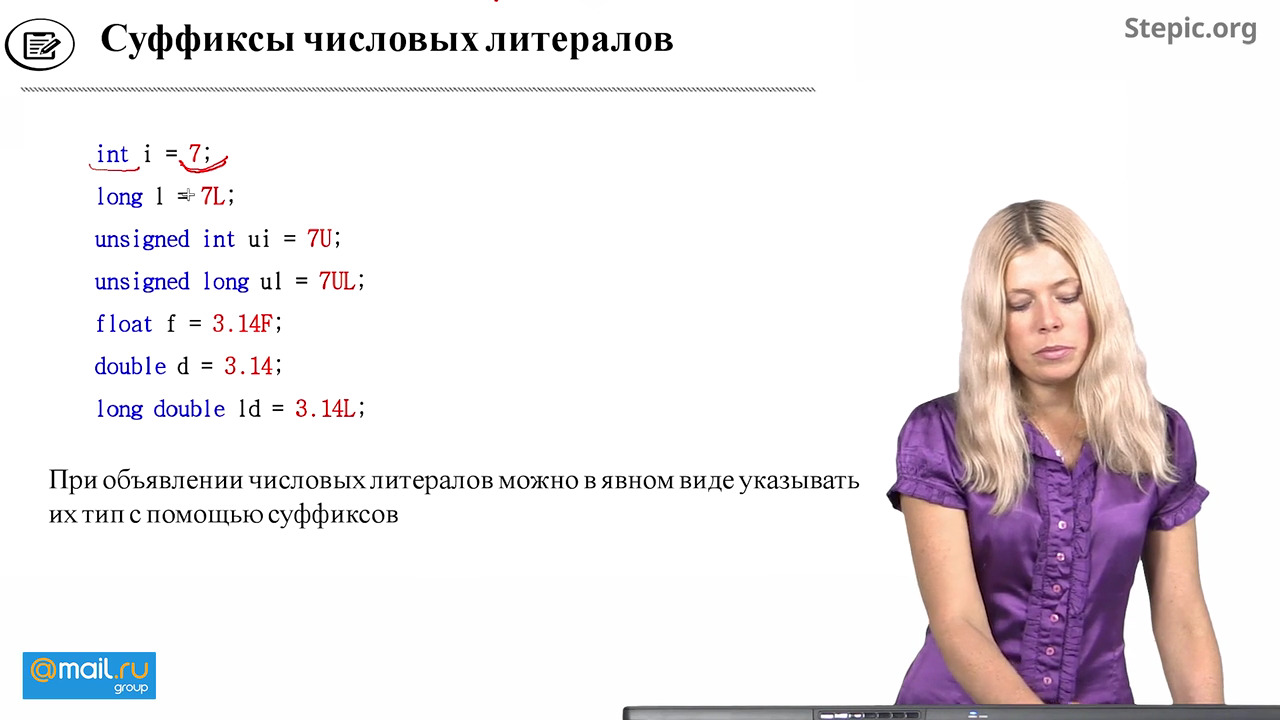 Суффиксы числовых литералов
Stepic.org
int i = 7;
long l = 7L;
unsigned int ui = 7U;
unsigned long ul = 7UL;
float f = 3.14F;
double d = 3.14;
long double ld = 3.14L;
При объявлении числовых литералов можно в явном виде указывать
их тип с помощью суффиксов
@mail.ru
group